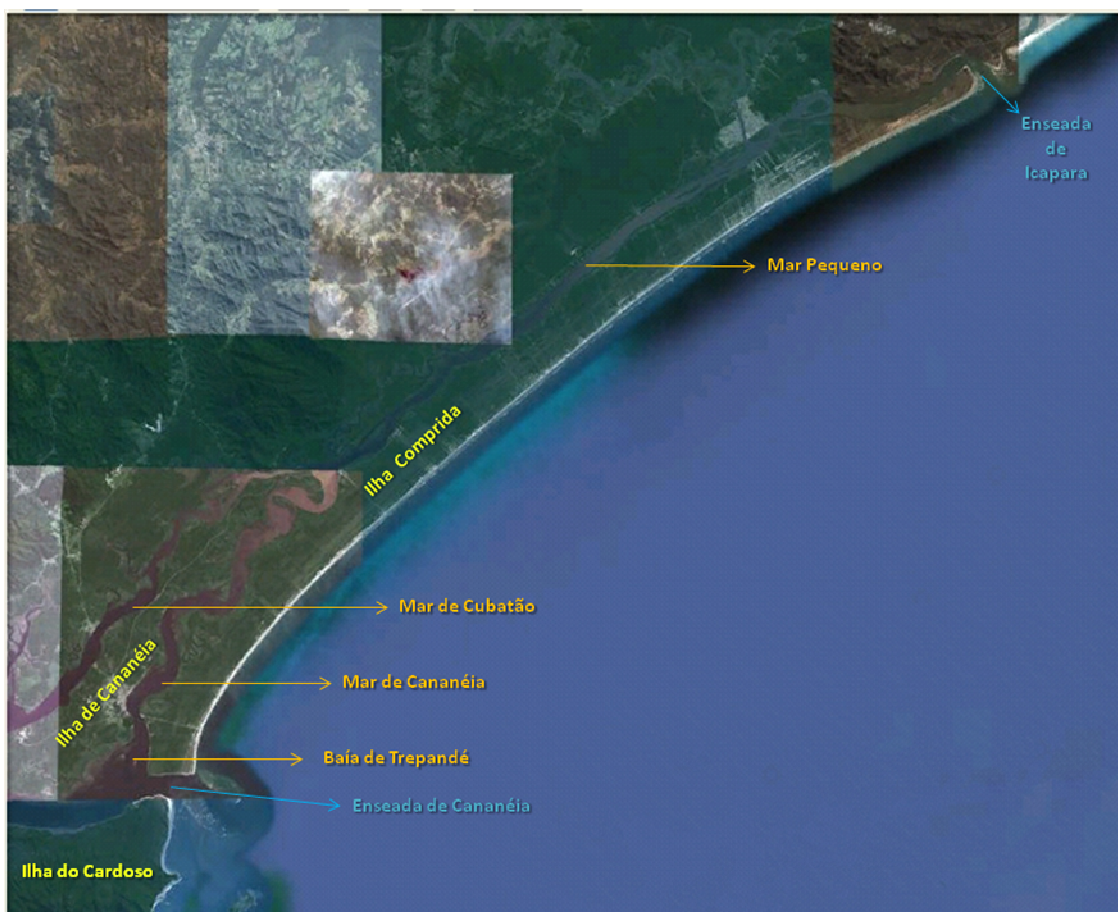 Enseada
de
Icapara
Mar Pequeno
Ilha Comprida
Mar de Cubatão
Ilha de Cananéia
Mar de Cananéia
Baía de Trepandé
Enseada de Cananéia
Ilha do Cardoso